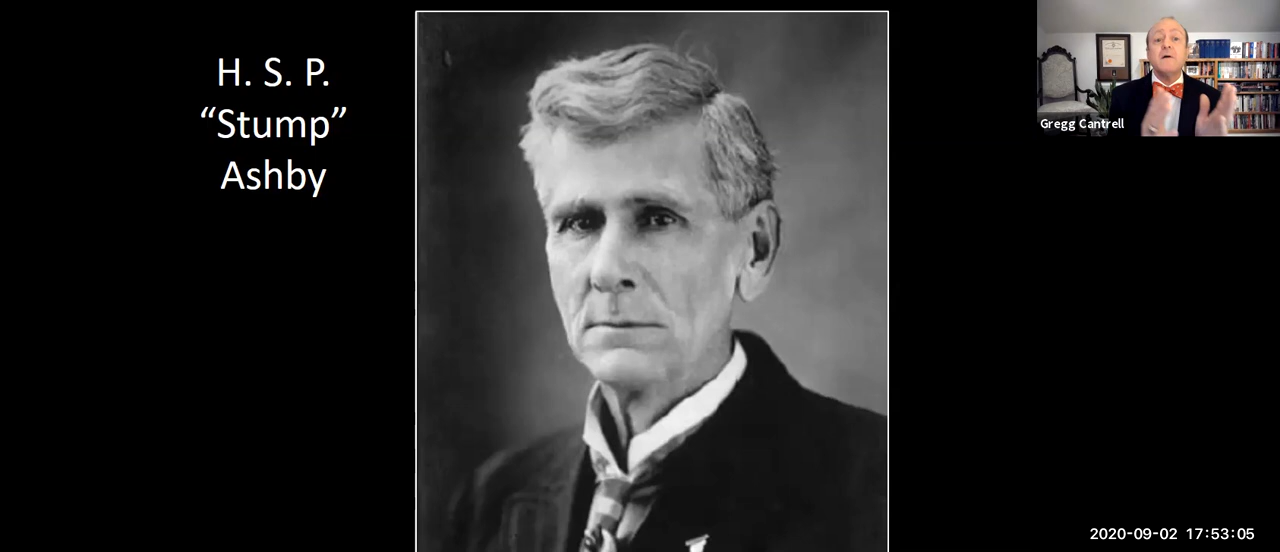 H. S. P.
“Stump”
Ashby
Gregg Cantrell
2020-09-02 17:53:05